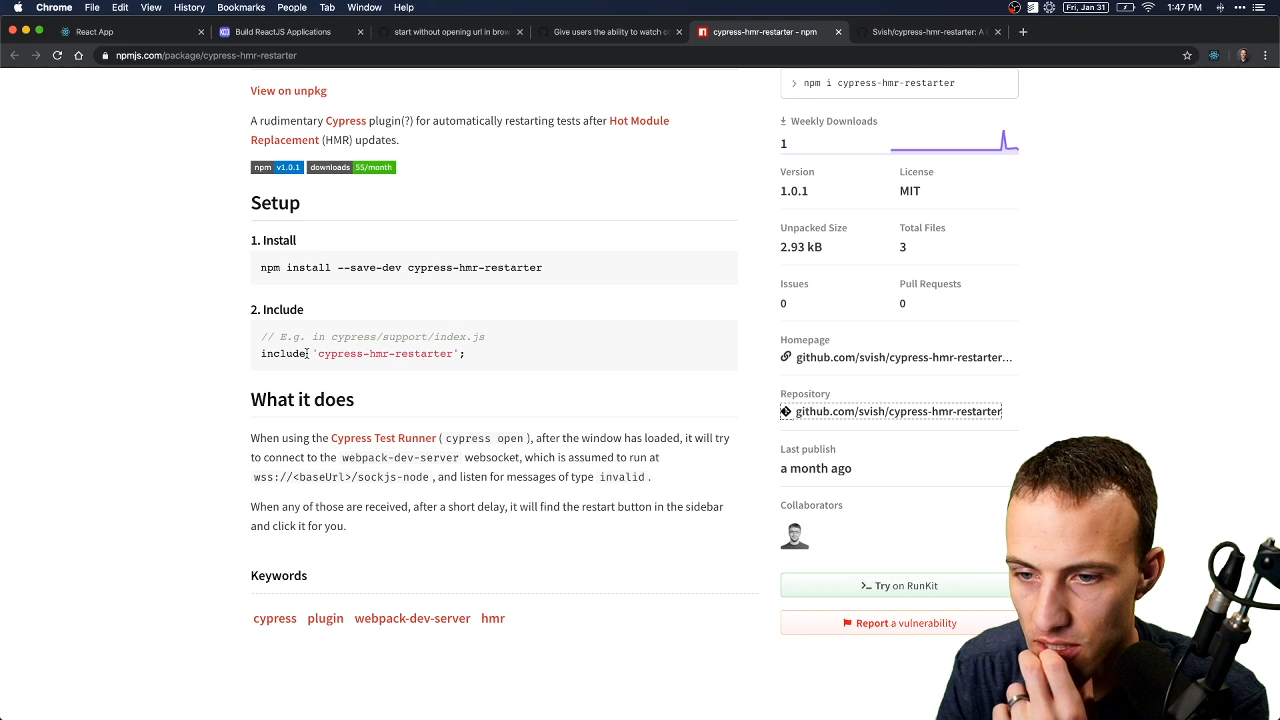 Chrome File Edit View History Bookmarks People Tab Window Help
Fri, Jan 31 1:47 PM
React App
Build ReactJS Applications
start without opening url in brow
Give users the ability to watch ot
cypress-hmr-restarter - npm
Svish/cypress-hmr-restarter: A C
npmjs.com/package/cypress-hmr-restarter
View on unpkg
A rudimentary Cypress plugin(?) for automatically restarting tests after Hot Module
Replacement (HMR) updates.
npm v1.0.1 downloads 55/month
Setup
1. Install
npm install --save-dev cypress-hmr-restarter
2. Include
// E.g. in cypress/support/index.js
include 'cypress-hmr-restarter';
What it does
When using the Cypress Test Runner ( cypress open ), after the window has loaded, it will try
to connect to the webpack-dev-server websocket, which is assumed to run at
wss://<baseUrl>/sockjs-node , and listen for messages of type invalid .
When any of those are received, after a short delay, it will find the restart button in the sidebar
and click it for you.
Keywords
cypress plugin webpack-dev-server hmr
> npm i cypress-hmr-restarter
Weekly Downloads
1
Version License
1.0.1 MIT
Unpacked Size Total Files
2.93 kB 3
Issues Pull Requests
0 0
Homepage
github.com/svish/cypress-hmr-restarter...
Repository
github.com/svish/cypress-hmr-restarter
Last publish
a month ago
Collaborators
Try on RunKit
Report a vulnerability